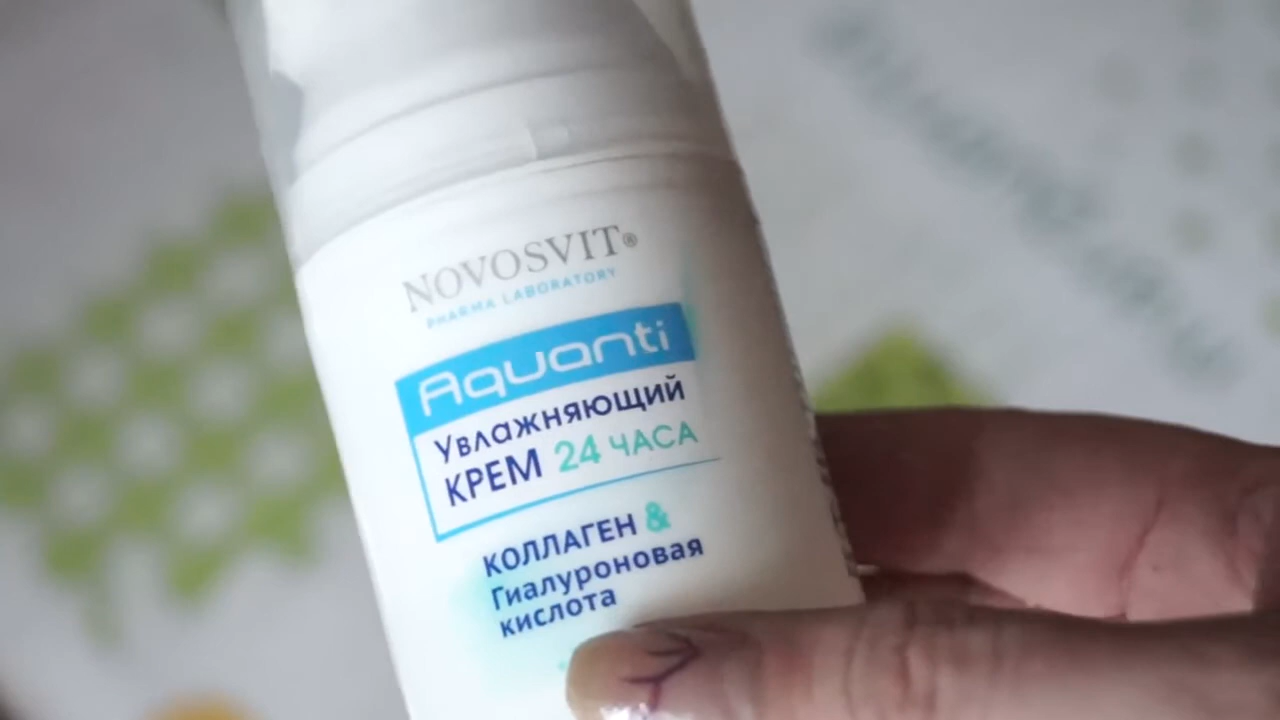 NOVOSVIT®
PHARMA LABORATORY
Aquanti
Увлажняющий
КРЕМ 24 ЧАСА
КОЛЛАГЕН &
Гиалуроновая
кислота